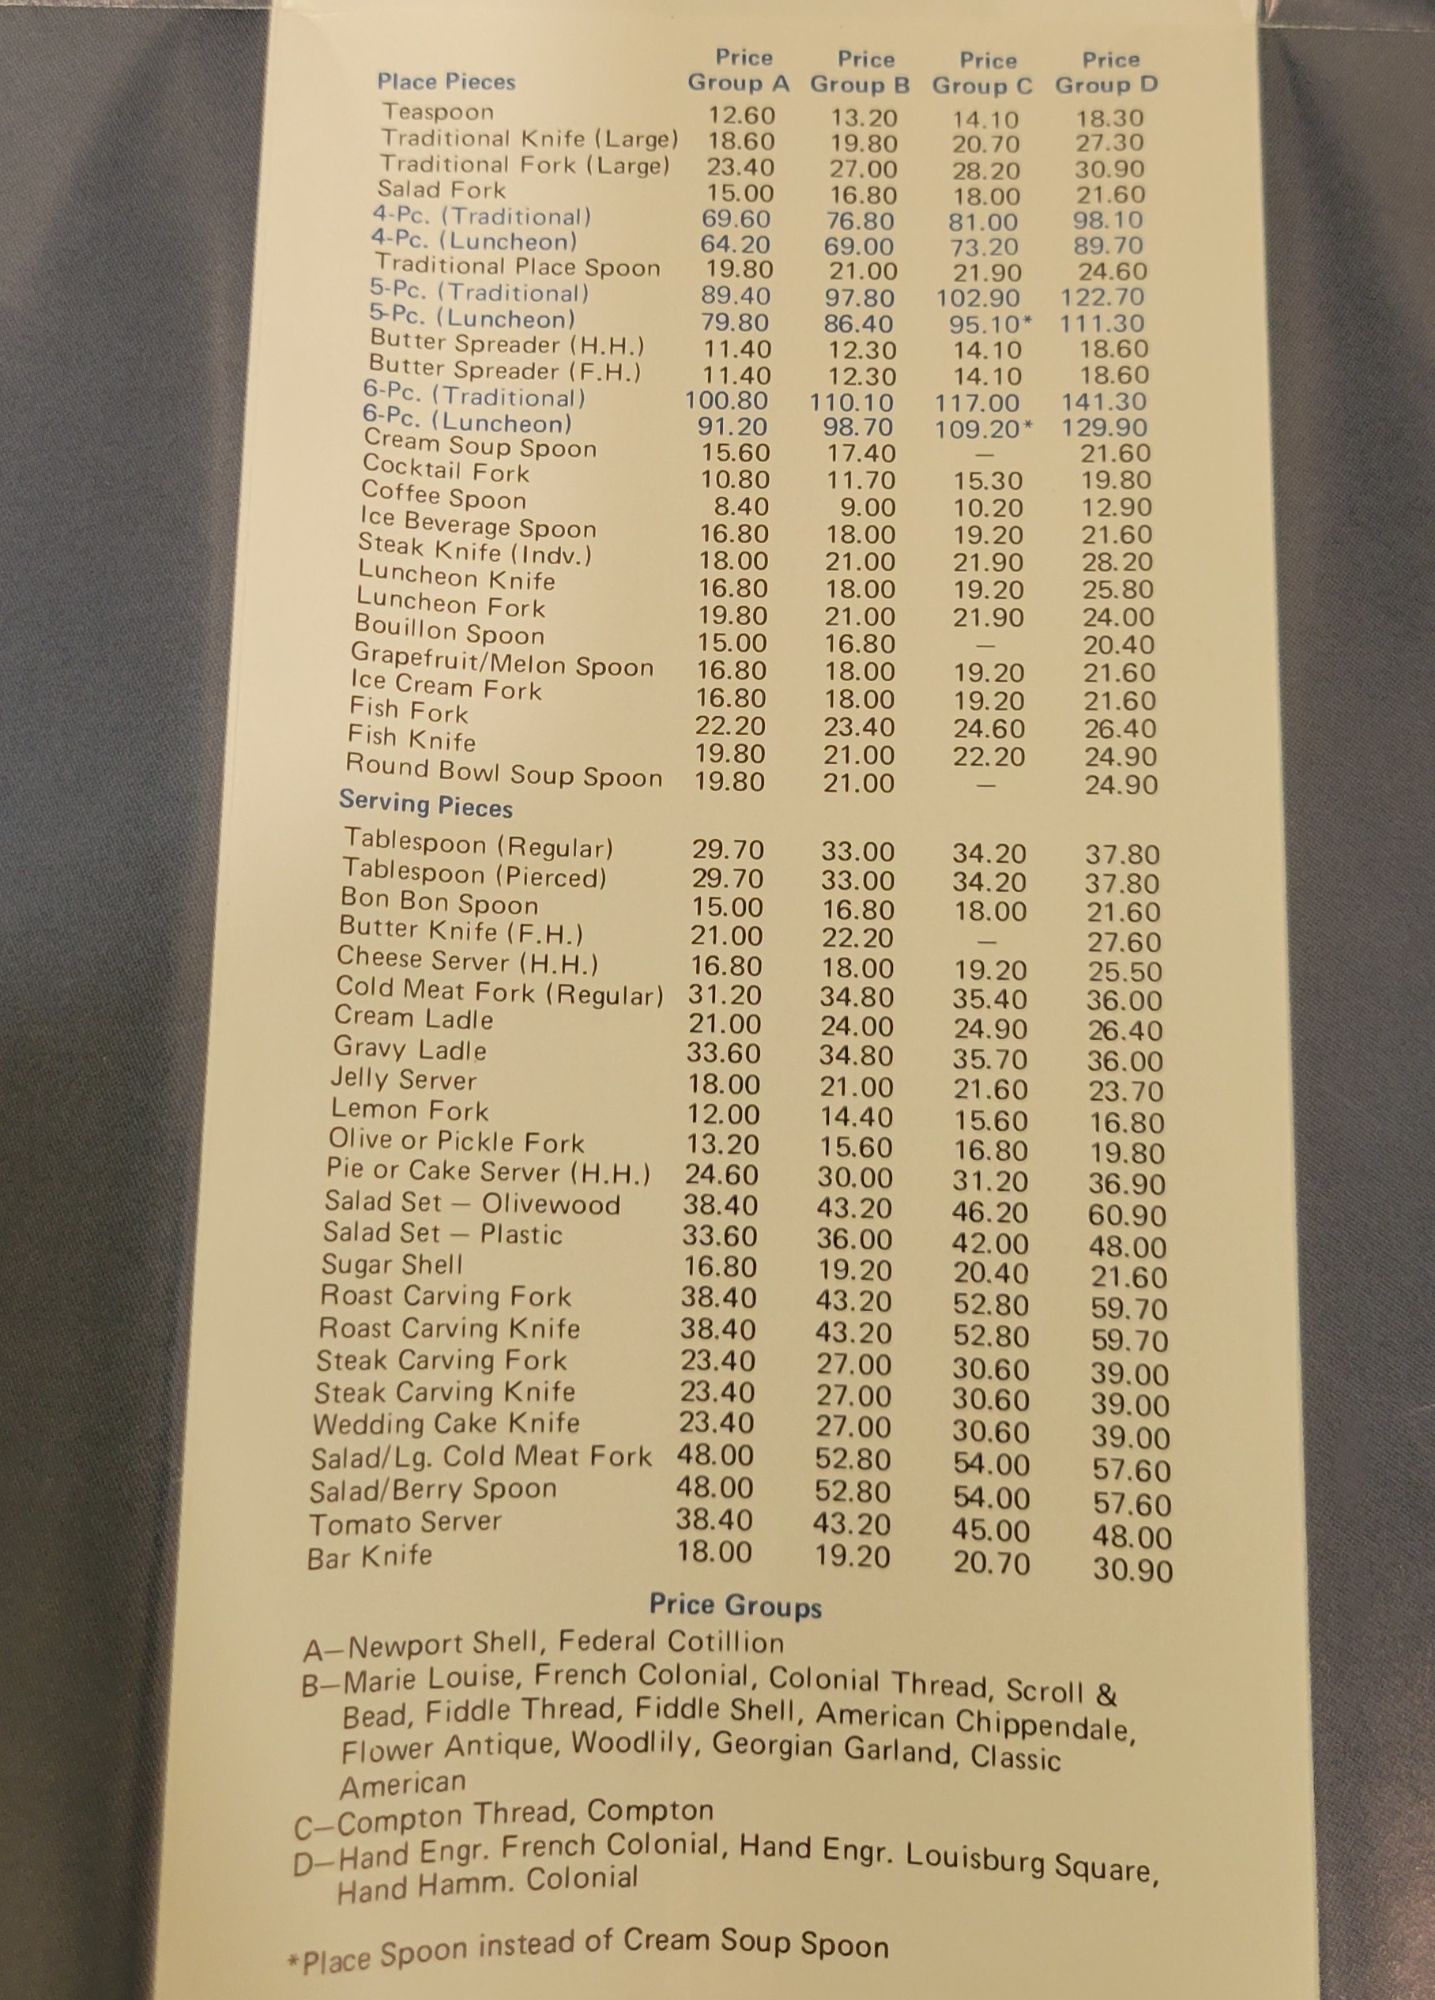 Place Pieces Price Group A Price Group B Price Group C Price Group D
Teaspoon 12.60 13.20 14.10 18.30
Traditional Knife (Large) 18.60 19.80 20.70 27.30
Traditional Fork (Large) 23.40 27.00 28.20 30.90
Salad Fork 15.00 16.80 18.00 21.60
4-Pc. (Traditional) 69.60 76.80 81.00 98.10
4-Pc. (Luncheon) 64.20 69.00 73.20 89.70
Traditional Place Spoon 19.80 21.00 21.90 24.60
5-Pc. (Traditional) 89.40 97.80 102.90 122.70
5-Pc. (Luncheon) 79.80 86.40 95.10* 111.30
Butter Spreader (H.H.) 11.40 12.30 14.10 18.60
Butter Spreader (F.H.) 11.40 12.30 14.10 18.60
6-Pc. (Traditional) 100.80 110.10 117.00 141.30
6-Pc. (Luncheon) 91.20 98.70 109.20* 129.90
Cream Soup Spoon 15.60 17.40 — 21.60
Cocktail Fork 10.80 11.70 15.30 19.80
Coffee Spoon 8.40 9.00 10.20 12.90
Ice Beverage Spoon 16.80 18.00 19.20 21.60
Steak Knife (Indv.) 18.00 21.00 21.90 28.20
Luncheon Knife 16.80 18.00 19.20 25.80
Luncheon Fork 19.80 21.00 21.90 24.00
Bouillon Spoon 15.00 16.80 — 20.40
Grapefruit/Melon Spoon 16.80 18.00 19.20 21.60
Ice Cream Fork 16.80 18.00 19.20 21.60
Fish Fork 22.20 23.40 24.60 26.40
Fish Knife 19.80 21.00 22.20 24.90
Round Bowl Soup Spoon 19.80 21.00 — 24.90
Serving Pieces
Tablespoon (Regular) 29.70 33.00 34.20 37.80
Tablespoon (Pierced) 29.70 33.00 34.20 37.80
Bon Bon Spoon 15.00 16.80 18.00 21.60
Butter Knife (F.H.) 21.00 22.20 — 27.60
Cheese Server (H.H.) 16.80 18.00 19.20 25.50
Cold Meat Fork (Regular) 31.20 34.80 35.40 36.00
Cream Ladle 21.00 24.00 24.90 26.40
Gravy Ladle 33.60 34.80 35.70 36.00
Jelly Server 18.00 21.00 21.60 23.70
Lemon Fork 12.00 14.40 15.60 16.80
Olive or Pickle Fork 13.20 15.60 16.80 19.80
Pie or Cake Server (H.H.) 24.60 30.00 31.20 36.90
Salad Set — Olivewood 38.40 43.20 46.20 60.90
Salad Set — Plastic 33.60 36.00 42.00 48.00
Sugar Shell 16.80 19.20 20.40 21.60
Roast Carving Fork 38.40 43.20 52.80 59.70
Roast Carving Knife 38.40 43.20 52.80 59.70
Steak Carving Fork 23.40 27.00 30.60 39.00
Steak Carving Knife 23.40 27.00 30.60 39.00
Wedding Cake Knife 23.40 27.00 30.60 39.00
Salad/Lg. Cold Meat Fork 48.00 52.80 54.00 57.60
Salad/Berry Spoon 48.00 52.80 54.00 57.60
Tomato Server 38.40 43.20 45.00 48.00
Bar Knife 18.00 19.20 20.70 30.90
Price Groups
A—Newport Shell, Federal Cotillion
B—Marie Louise, French Colonial, Colonial Thread, Scroll &
Bead, Fiddle Thread, Fiddle Shell, American Chippendale,
Flower Antique, Woodlily, Georgian Garland, Classic
American
C—Compton Thread, Compton
D—Hand Engr. French Colonial, Hand Engr. Louisburg Square,
Hand Hamm. Colonial
*Place Spoon instead of Cream Soup Spoon